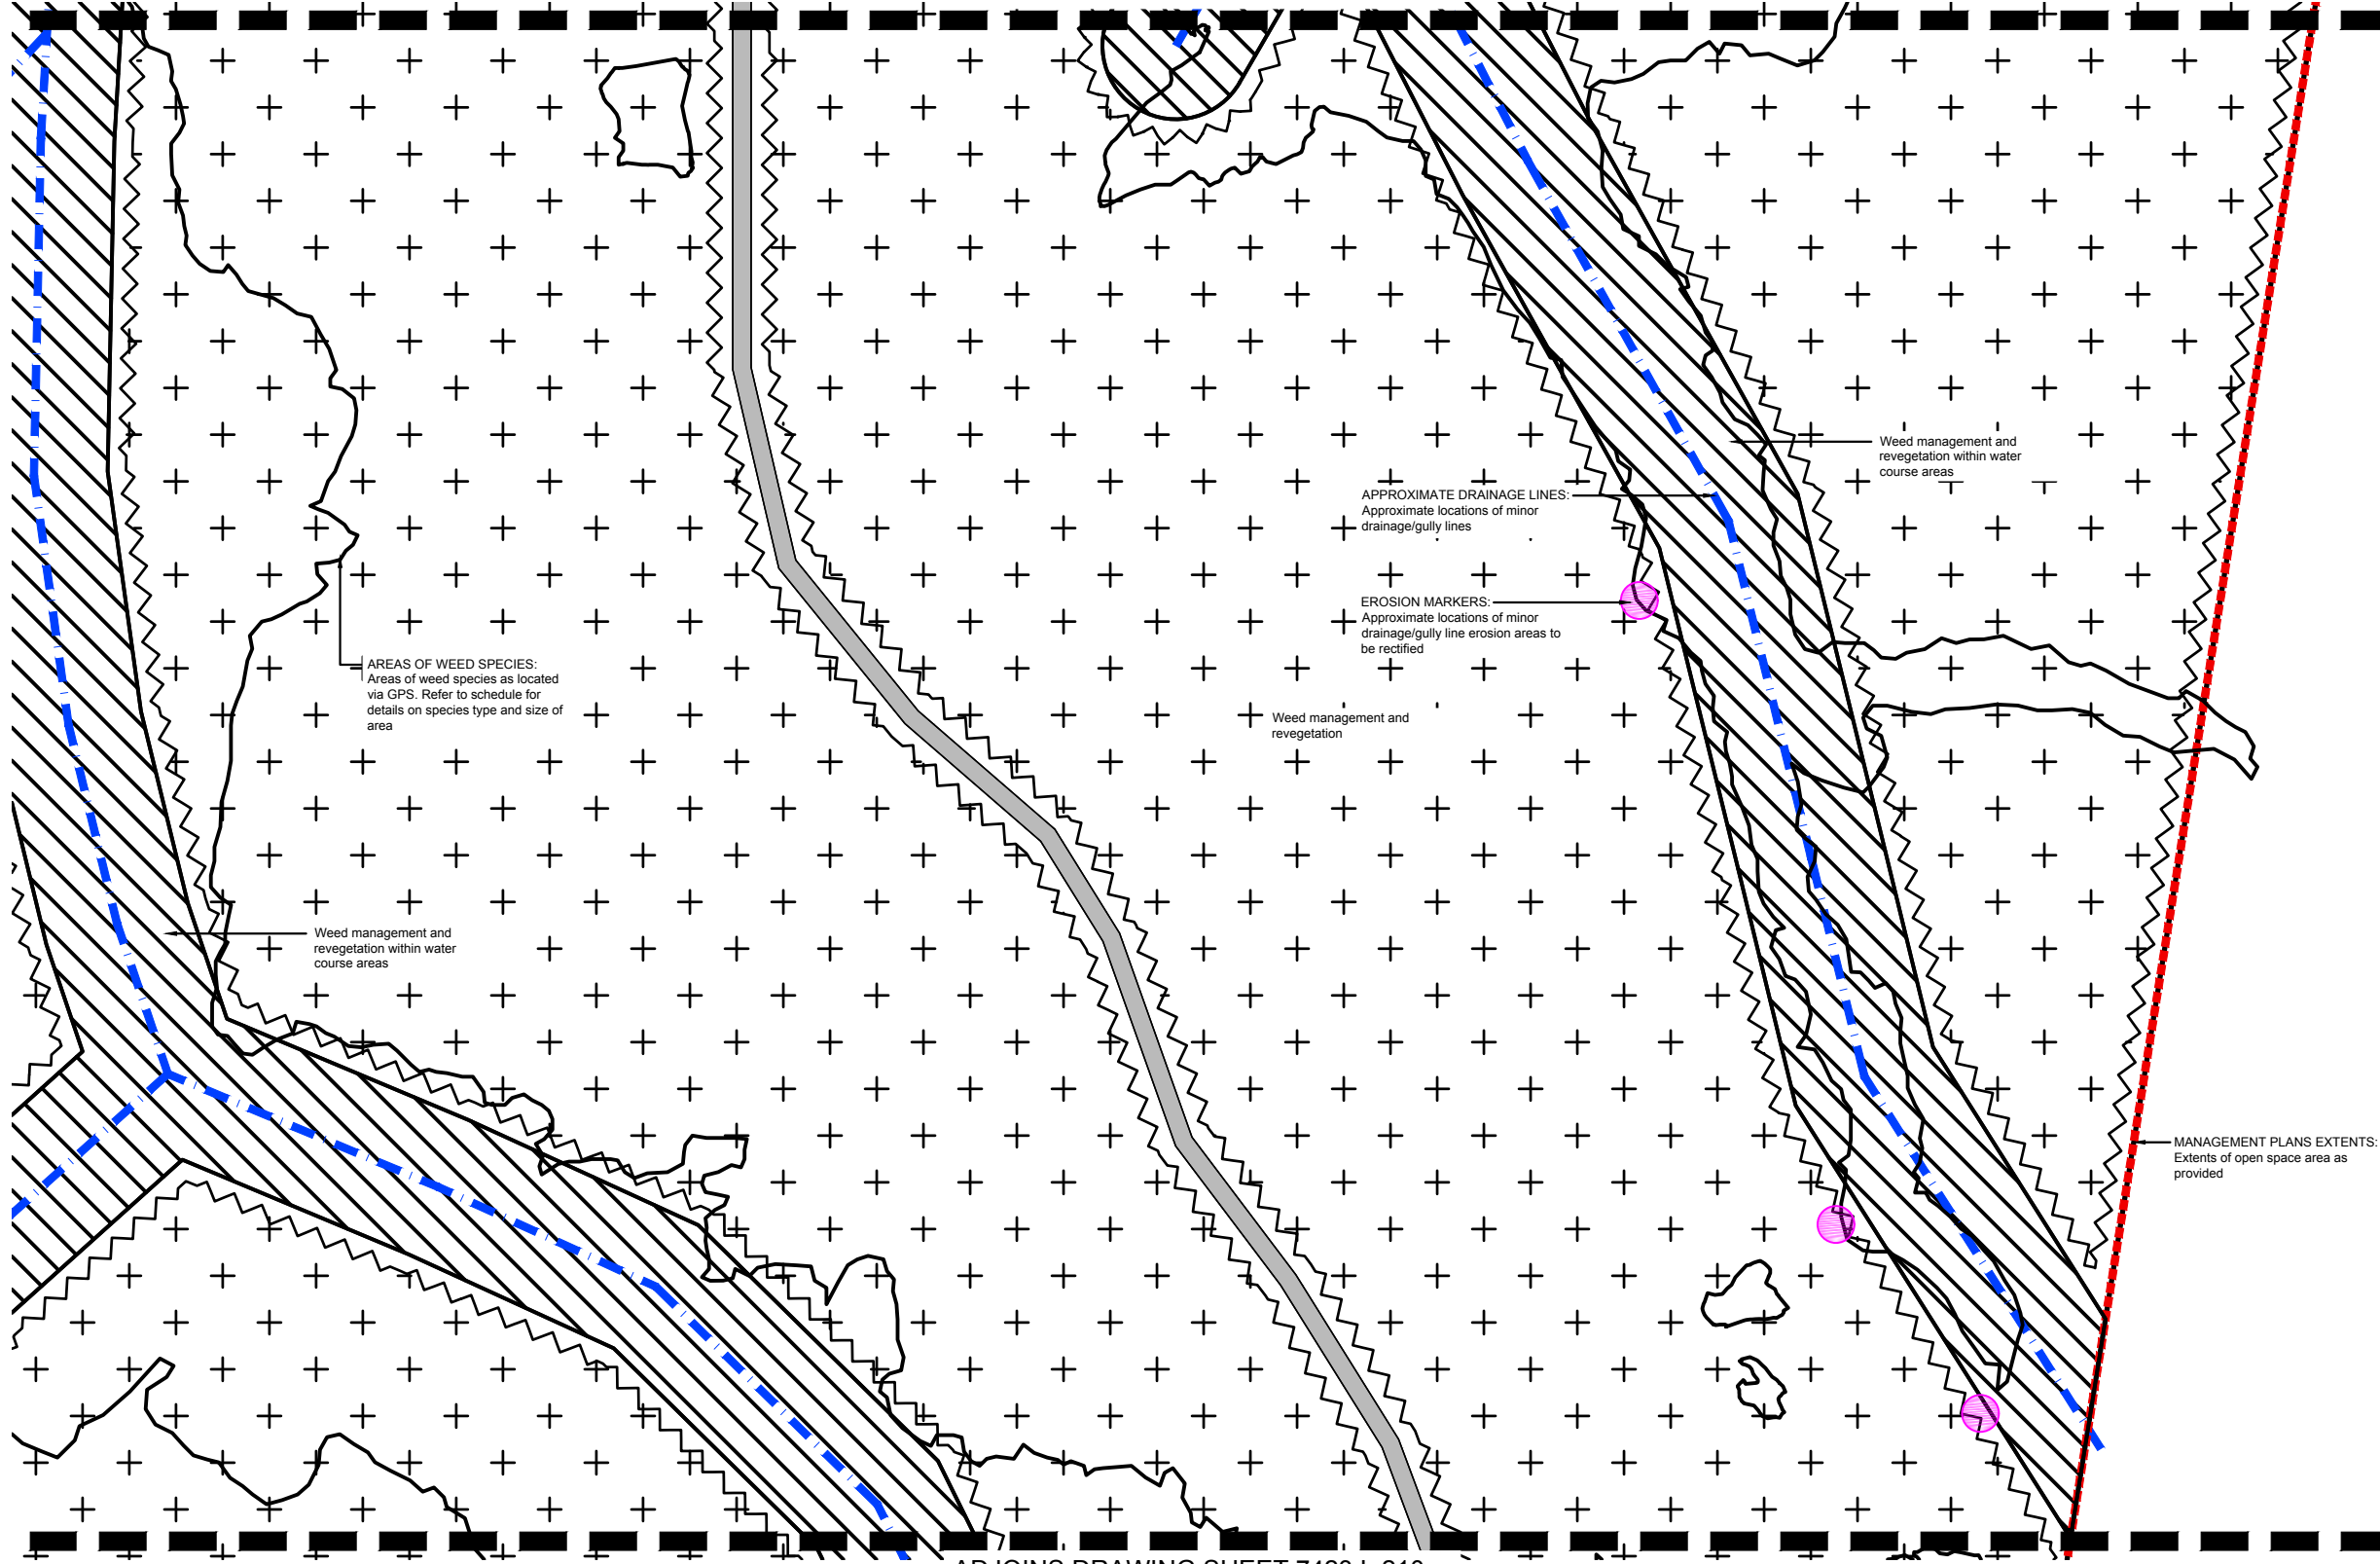 Weed management and
revegetation within water
course areas
APPROXIMATE DRAINAGE LINES:
Approximate locations of minor
drainage/gully lines
EROSION MARKERS:
Approximate locations of minor
drainage/gully line erosion areas to
be rectified
AREAS OF WEED SPECIES:
Areas of weed species as located
via GPS. Refer to schedule for
details on species type and size of
area
Weed management and
revegetation
Weed management and
revegetation within water
course areas
MANAGEMENT PLANS EXTENTS:
Extents of open space area as
provided
ADJOINS DRAWING SHEET